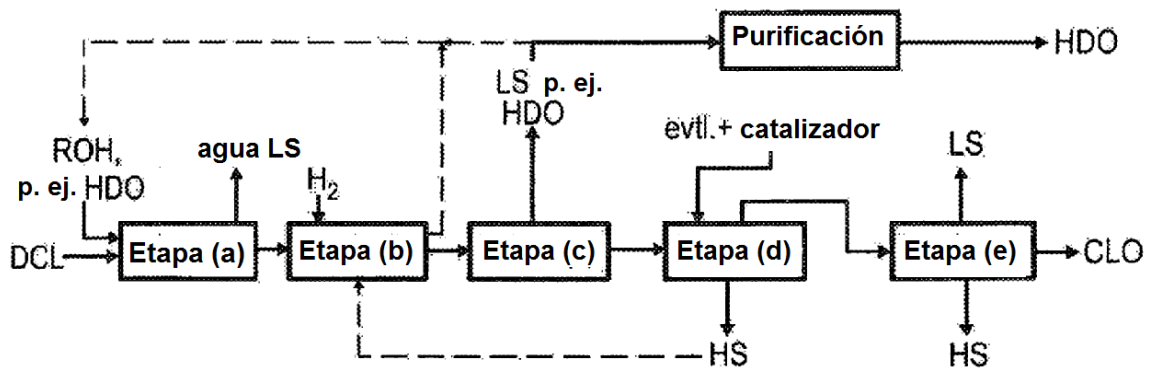 Purificación
HDO
LS p. ej.
HDO
evtl.+ catalizador
ROH,
p. ej. HDO
agua LS
H2
LS
DCL
Etapa (a)
Etapa (b)
Etapa (c)
Etapa (d)
Etapa (e)
CLO
HS
HS